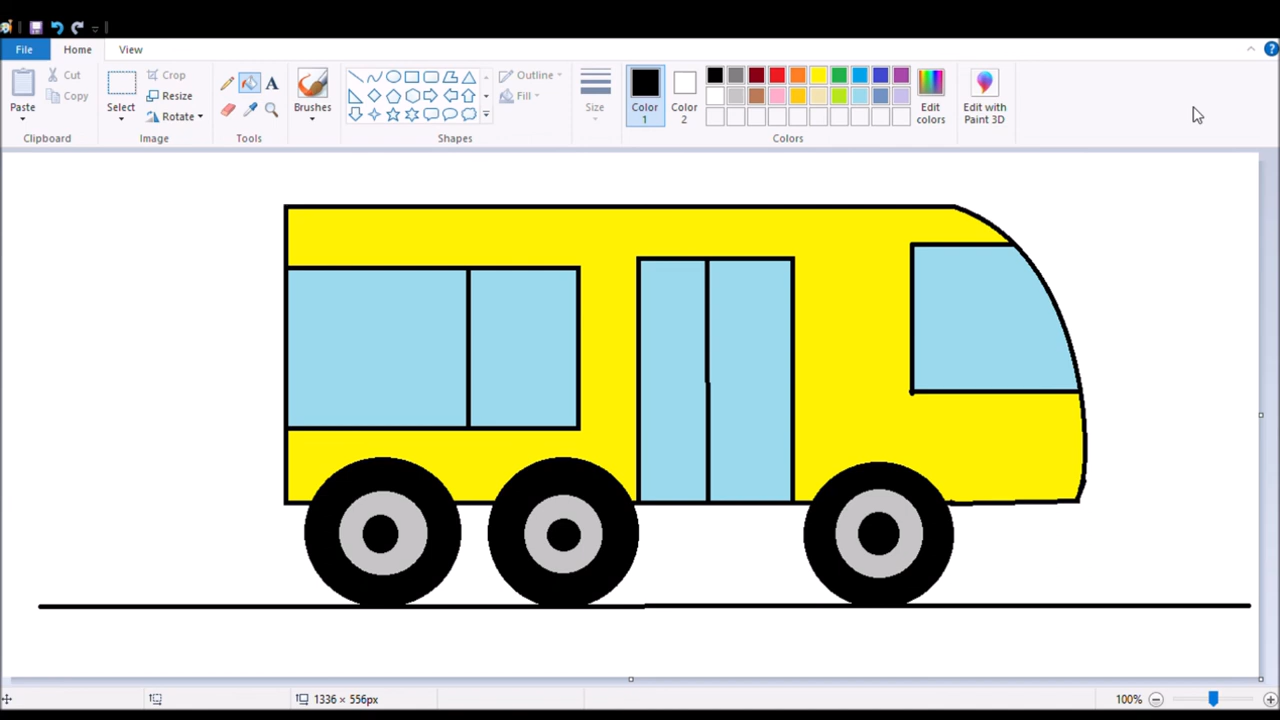 File Home View
Paste Cut Copy
Clipboard
Select Crop Resize Rotate
Image
Tools
Brushes
Outline Fill
Shapes
Size
Color 1
Color 2
Edit colors
Colors
Edit with Paint 3D
1336 × 556px
100%